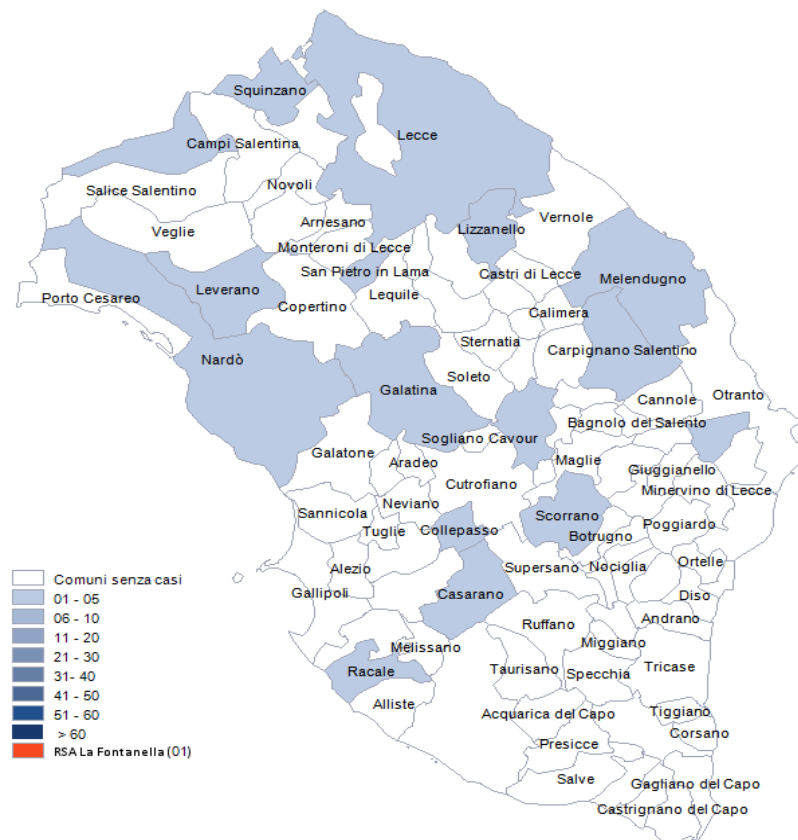 Squinzano
Lecce
Campi Salentina
Salice Salentino
Novoli
Vernole
Arnesano
Veglie
Lizzanello
Monteroni di Lecce
San Pietro in Lama
Castri di Lecce
Melendugno
Leverano
Lequile
Porto Cesareo
Copertino
Calimera
Sternatia
Carpignano Salentino
Nardò
Soleto
Galatina
Otranto
Cannole
Bagnolo del Salento
Sogliano Cavour
Galatone
Aradeo
Maglie
Giuggianello
Cutrofiano
Minervino di Lecce
Neviano
Sannicola
Scorrano
Poggiardo
Tuglie
Collepasso
Botrugno
Supersano
Nociglia
Ortelle
Alezio
Gallipoli
Casarano
Diso
Andrano
Ruffano
Miggiano
Melissano
Tricase
Racale
Taurisano
Specchia
Alliste
Acquarica del Capo
Tiggiano
Corsano
Presicce
Salve
Gagliano del Capo
Castrignano del Capo
Comuni senza casi
01 - 05
06 - 10
11 - 20
21 - 30
31- 40
41 - 50
51 - 60
> 60
RSA La Fontanella (01)